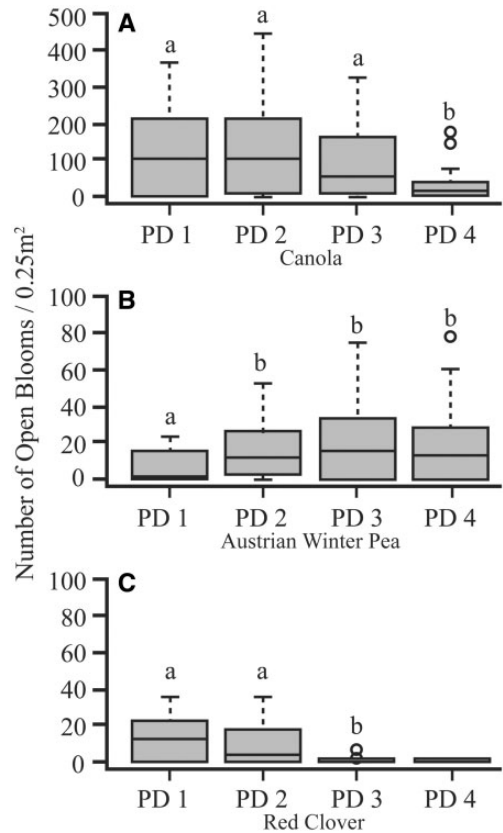 Number of Open Blooms / 0.25m²
A
500
400
300
200
100
0
a
a
a
b
PD 1
PD 2
PD 3
PD 4
Canola
B
100
80
60
40
20
0
a
b
b
b
PD 1
PD 2
PD 3
PD 4
Austrian Winter Pea
C
100
80
60
40
20
0
a
a
b
PD 1
PD 2
PD 3
PD 4
Red Clover